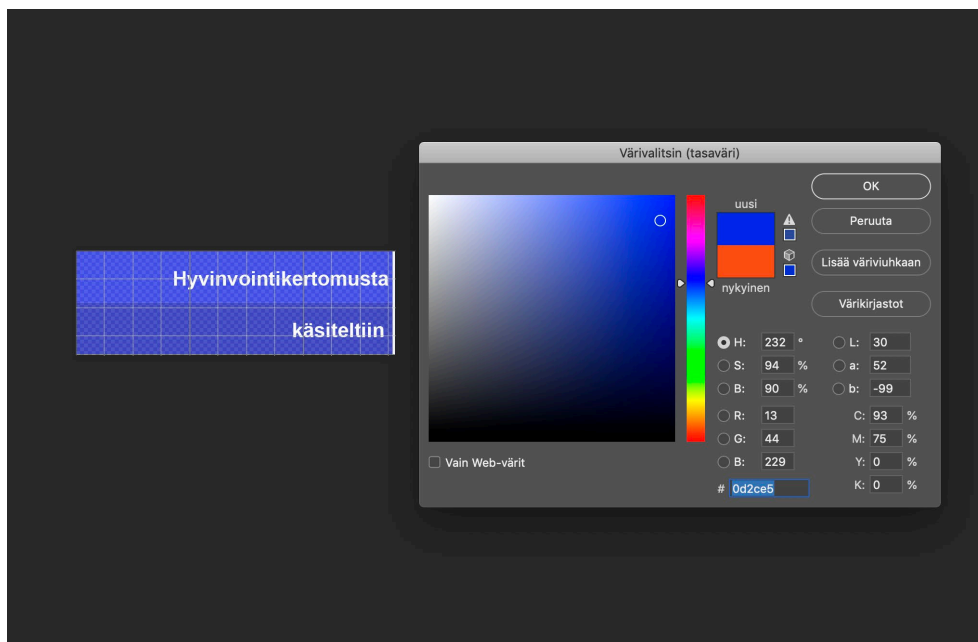 Hyvinvointikertomusta
käsiteltiin
Värivalitsin (tasaväri)
uusi
nykyinen
OK
Peruuta
Lisää väriviuhkaan
Värikirjastot
H: 232 °
S: 94 %
B: 90 %
R: 13
G: 44
B: 229
# 0d2ce5
L: 30
a: 52
b: -99
C: 93 %
M: 75 %
Y: 0 %
K: 0 %
Vain Web-värit